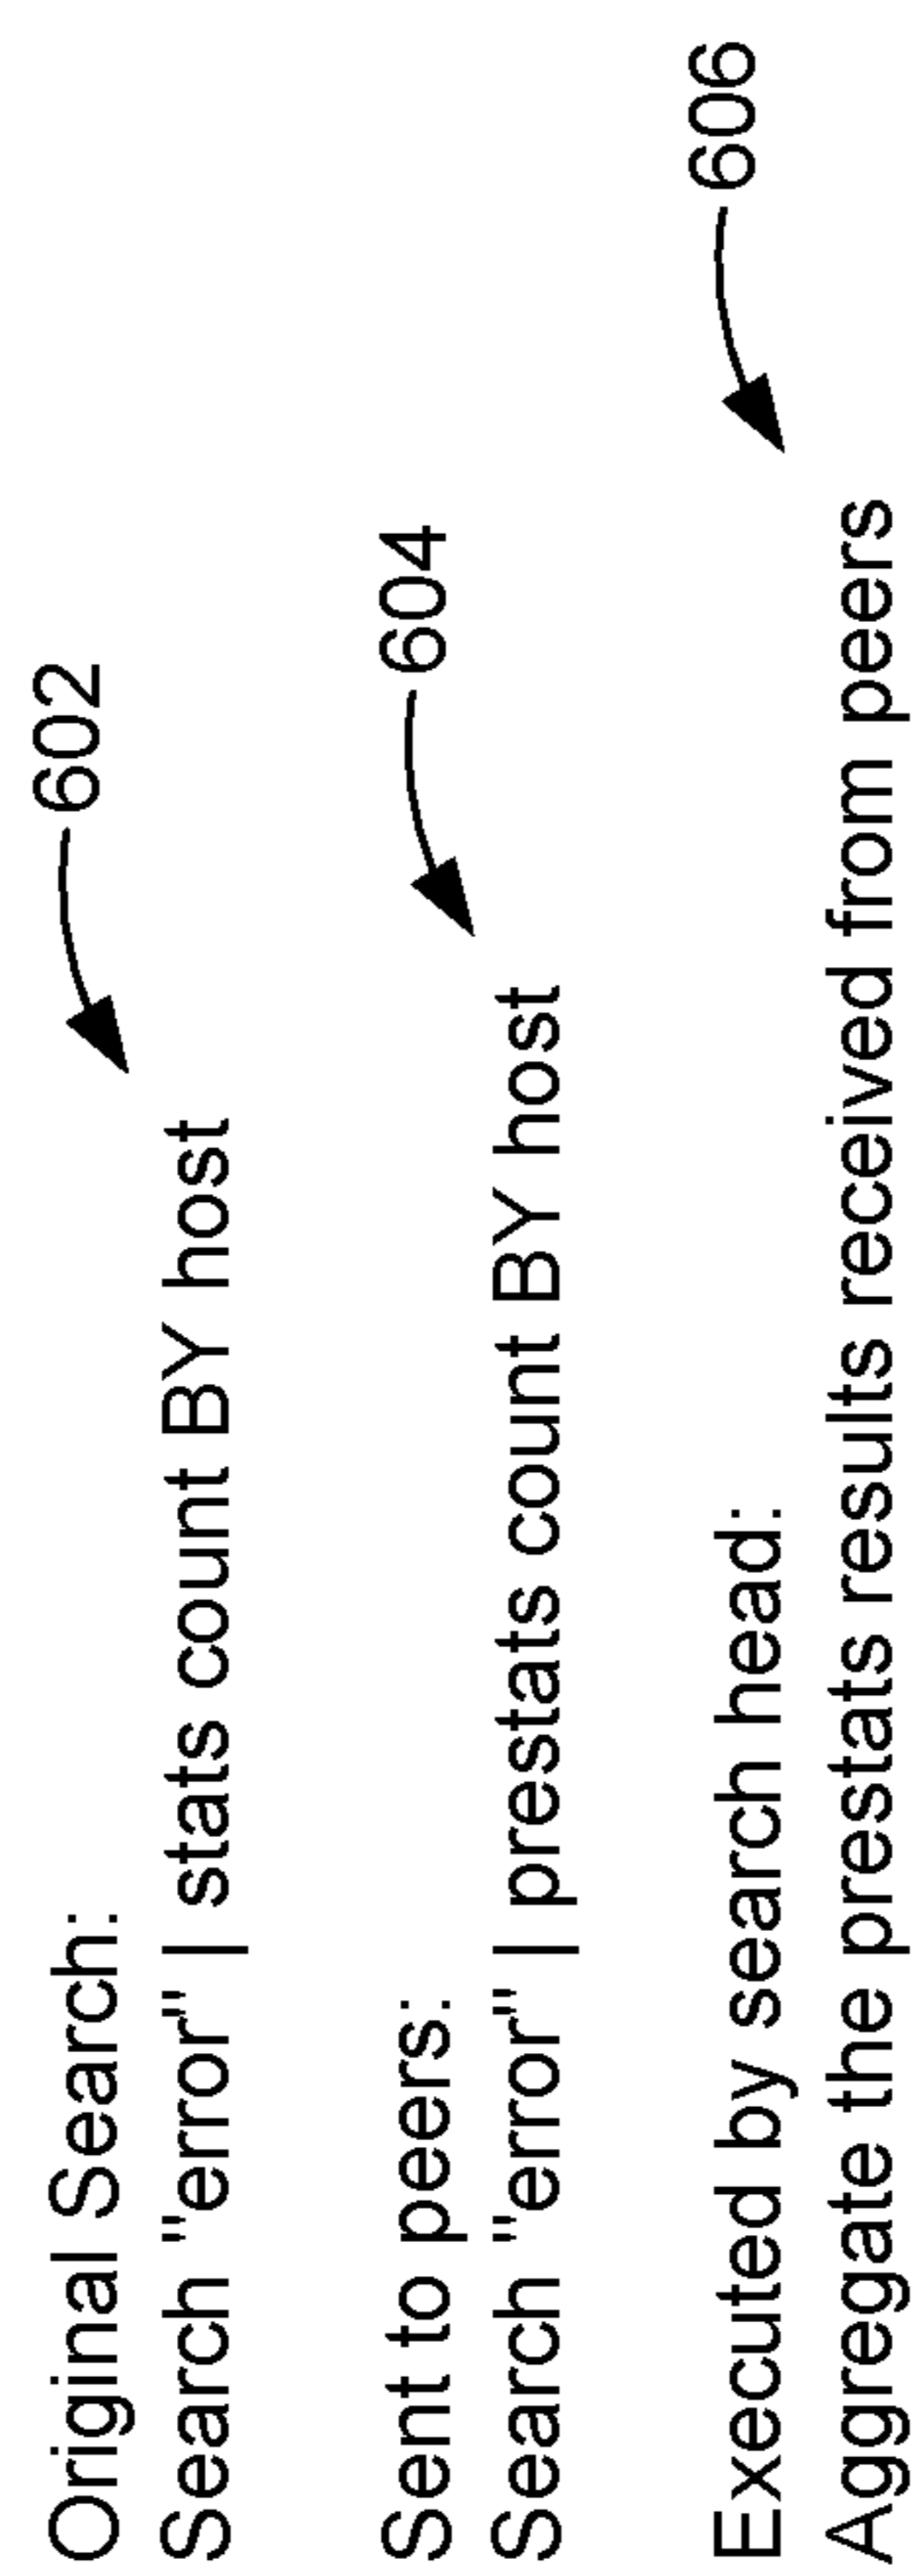 Original Search: 602
Search "error" | stats count BY host
Sent to peers: 604
Search "error" | prestats count BY host
Executed by search head: 606
Aggregate the prestats results received from peers